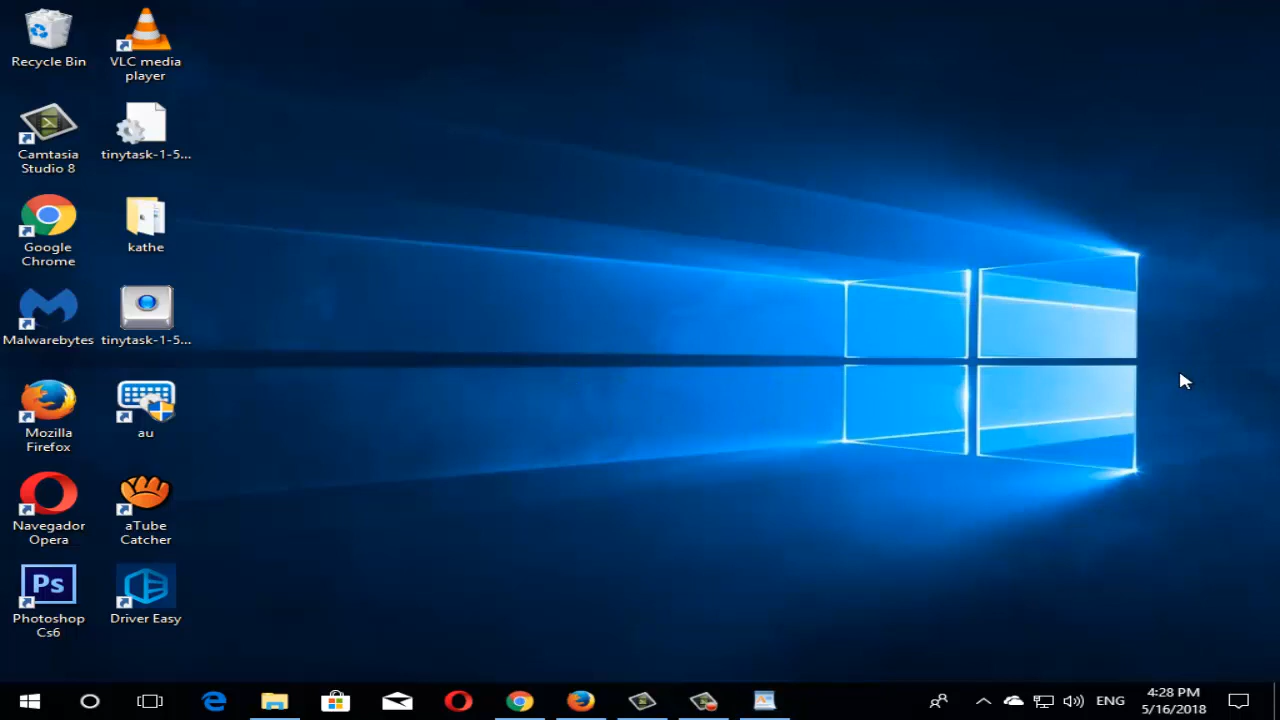 Recycle Bin
VLC media
player
Camtasia
Studio 8
tinytask-1-5...
Google
Chrome
kathe
Malwarebytes
tinytask-1-5...
Mozilla
Firefox
au
Navegador
Opera
aTube
Catcher
Ps
Photoshop
Cs6
Driver Easy
ENG
4:28 PM
5/16/2018